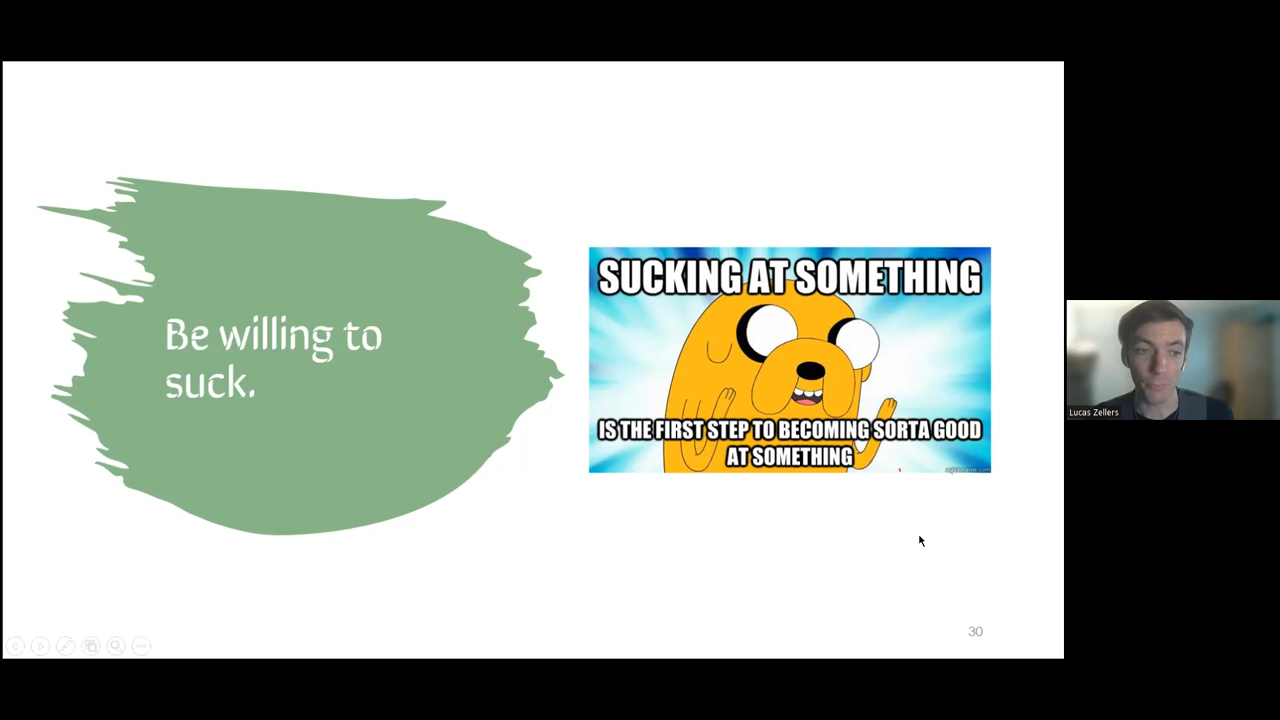 Be willing to
suck.
SUCKING AT SOMETHING
IS THE FIRST STEP TO BECOMING SORTA GOOD
AT SOMETHING
Lucas Zellers
30